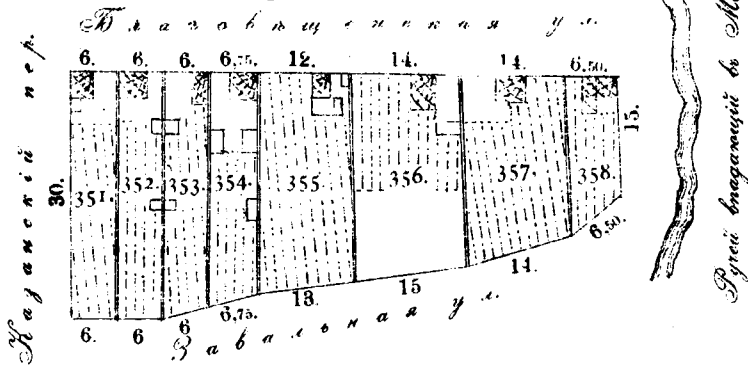 Благовѣщенская ул.
6. 6. 6. 6,75. 12. 14. 14. 6,50.
Казанскій пер.
30.
351. 352. 353. 354. 355. 356. 357. 358.
15.
Ручей впадающій въ
6. 6 6 6,75. 13. 15 14. 6,50.
Завальная ул.